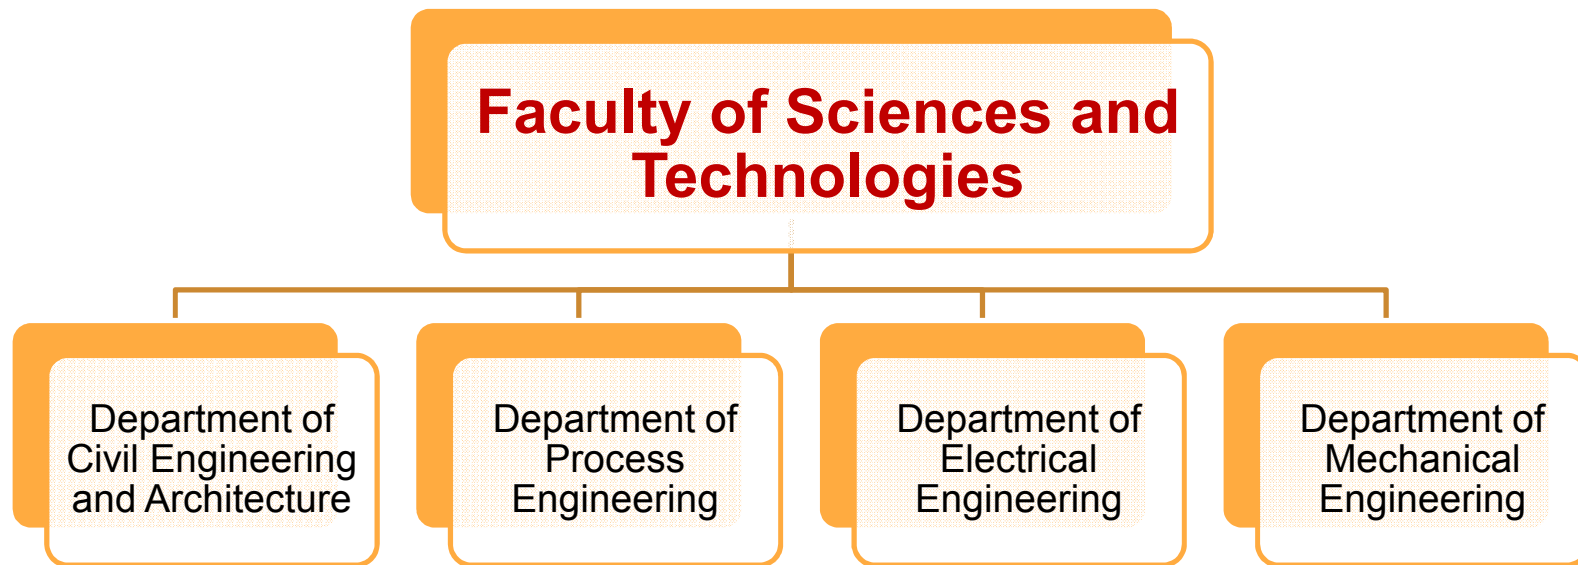 Faculty of Sciences and
Technologies
Department of
Civil Engineering
and Architecture
Department of
Process
Engineering
Department of
Electrical
Engineering
Department of
Mechanical
Engineering